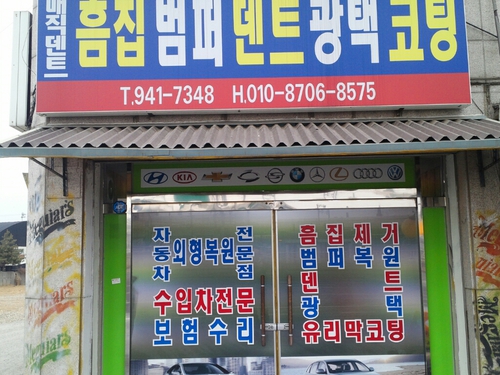 매직덴트
흠집 범퍼 덴트 광택 코팅
T.941-7348 H.010-8706-8575
KIA
자동차 외형복원 전문점
수입차전문
보험수리
흠집제거
범퍼복원
덴트
광택
유리막코팅